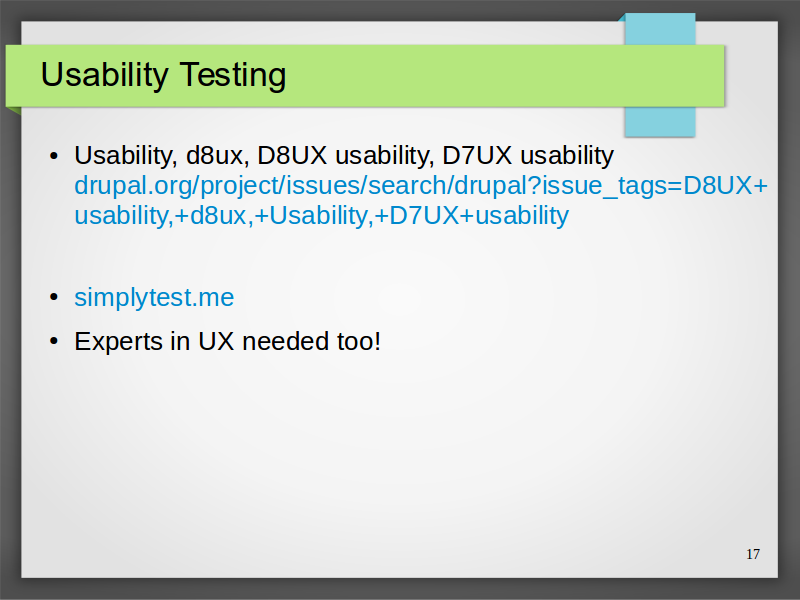 Usability Testing
• Usability, d8ux, D8UX usability, D7UX usability
drupal.org/project/issues/search/drupal?issue_tags=D8UX+
usability,+d8ux,+Usability,+D7UX+usability
• simplytest.me
• Experts in UX needed too!
17